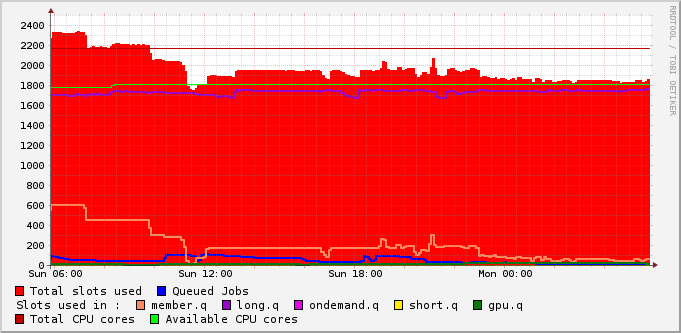 RRDTOOL / TOBI OETIKER
2400
2200
2000
1800
1600
1400
1200
1000
800
600
400
200
0
Sun 06:00 Sun 12:00 Sun 18:00 Mon 00:00
Total slots used Queued Jobs
Slots used in : member.q long.q ondemand.q short.q gpu.q
Total CPU cores Available CPU cores